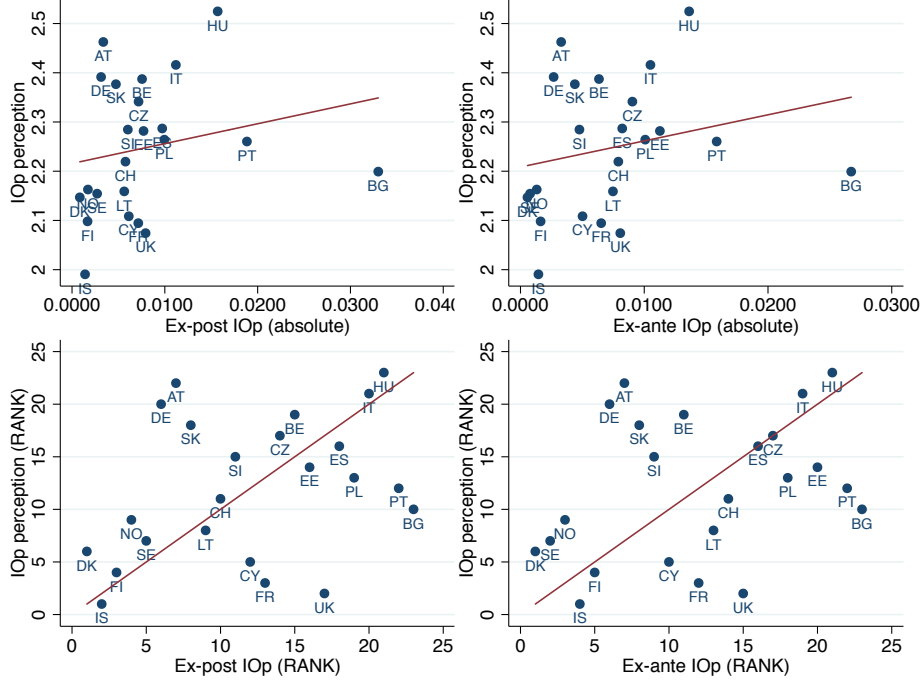 IOp perception
2.5
2.4
2.3
2.2
2.1
2
HU
AT
IT
DE
SK
BE
CZ
SI
EE
ES
PL
PT
CH
BG
NO
SE
DK
LT
FI
CY
FR
UK
IS
0.0000
0.0100
0.0200
0.0300
0.040
Ex-post IOp (absolute)
IOp perception
2.5
2.4
2.3
2.2
2.1
2
HU
AT
IT
DE
SK
BE
CZ
SI
ES
EE
PL
PT
CH
BG
NO
SE
DK
LT
FI
CY
FR
UK
IS
0.0000
0.0100
0.0200
0.0300
Ex-ante IOp (absolute)
IOp perception (RANK)
25
20
15
10
5
0
HU
AT
IT
DE
BE
SK
CZ
ES
SI
EE
PL
PT
CH
BG
NO
LT
SE
DK
CY
FI
FR
UK
IS
0
5
10
15
20
25
Ex-post IOp (RANK)
IOp perception (RANK)
25
20
15
10
5
0
HU
AT
IT
DE
BE
SK
CZ
ES
SI
EE
PL
PT
CH
BG
NO
LT
SE
DK
CY
FI
FR
UK
IS
0
5
10
15
20
25
Ex-ante IOp (RANK)